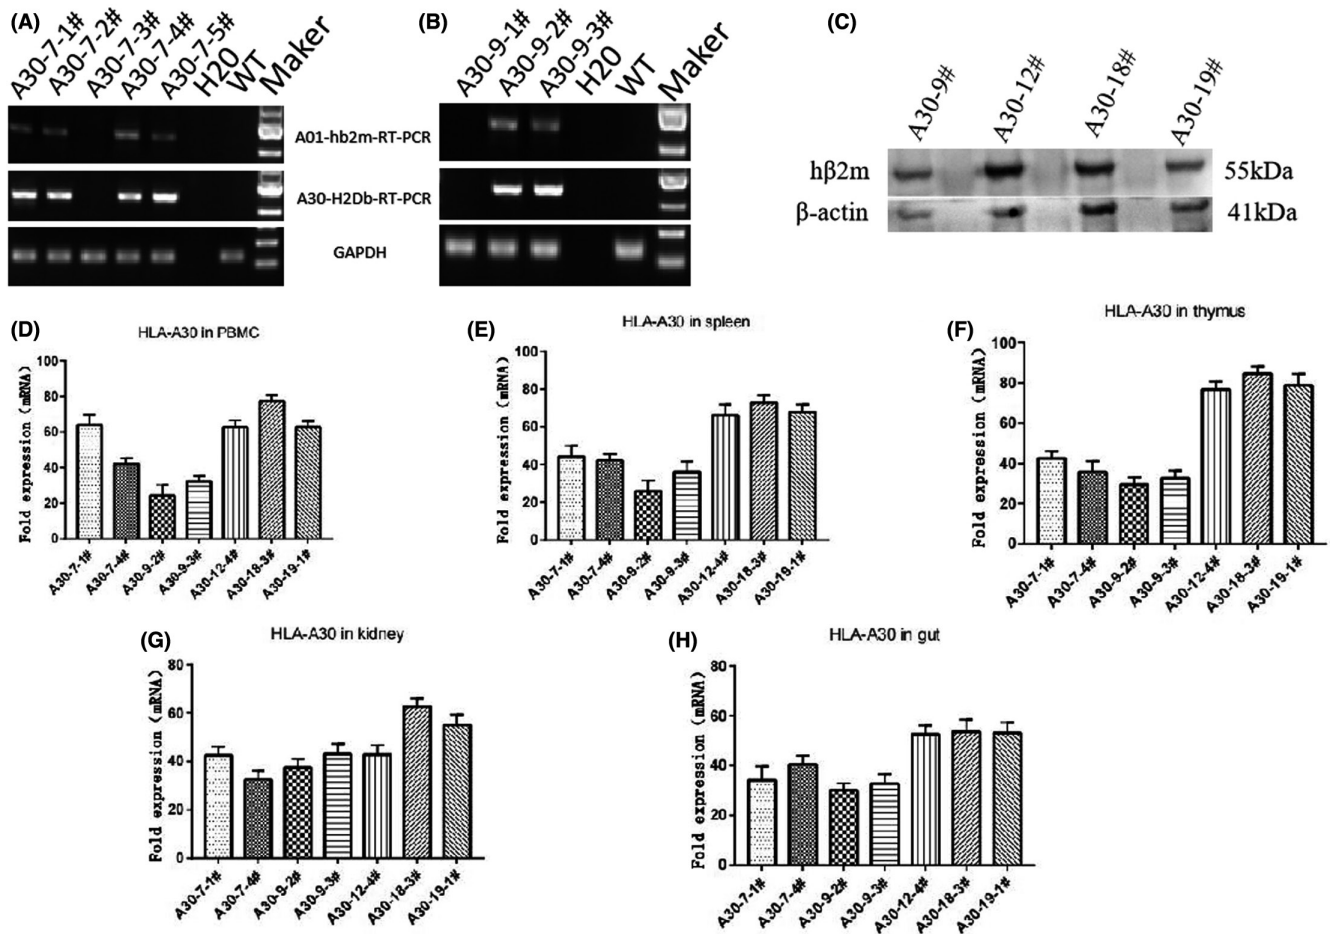 (A)
A30-7-1#
A30-7-2#
A30-7-3#
A30-7-4#
A30-7-5#
H20
WT
Maker
A01-hb2m-RT-PCR
A30-H2Db-RT-PCR
GAPDH
(B)
A30-9-1#
A30-9-2#
A30-9-3#
H20
WT
Maker
(C)
A30-9#
A30-12#
A30-18#
A30-19#
hβ2m
55kDa
β-actin
41kDa
(D)
HLA-A30 in PBMC
Fold expression (mRNA)
100
80
60
40
20
0
A30-7-1#
A30-7-4#
A30-9-2#
A30-9-3#
A30-12-4#
A30-18-3#
A30-19-1#
(E)
HLA-A30 in spleen
Fold expression (mRNA)
100
80
60
40
20
0
A30-7-1#
A30-7-4#
A30-9-2#
A30-9-3#
A30-12-4#
A30-18-3#
A30-19-1#
(F)
HLA-A30 in thymus
Fold expression (mRNA)
100
80
60
40
20
0
A30-7-1#
A30-7-4#
A30-9-2#
A30-9-3#
A30-12-4#
A30-18-3#
A30-19-1#
(G)
HLA-A30 in kidney
Fold expression (mRNA)
80
60
40
20
0
A30-7-1#
A30-7-4#
A30-9-2#
A30-9-3#
A30-12-4#
A30-18-3#
A30-19-1#
(H)
HLA-A30 in gut
Fold expression (mRNA)
80
60
40
20
0
A30-7-1#
A30-7-4#
A30-9-2#
A30-9-3#
A30-12-4#
A30-18-3#
A30-19-1#